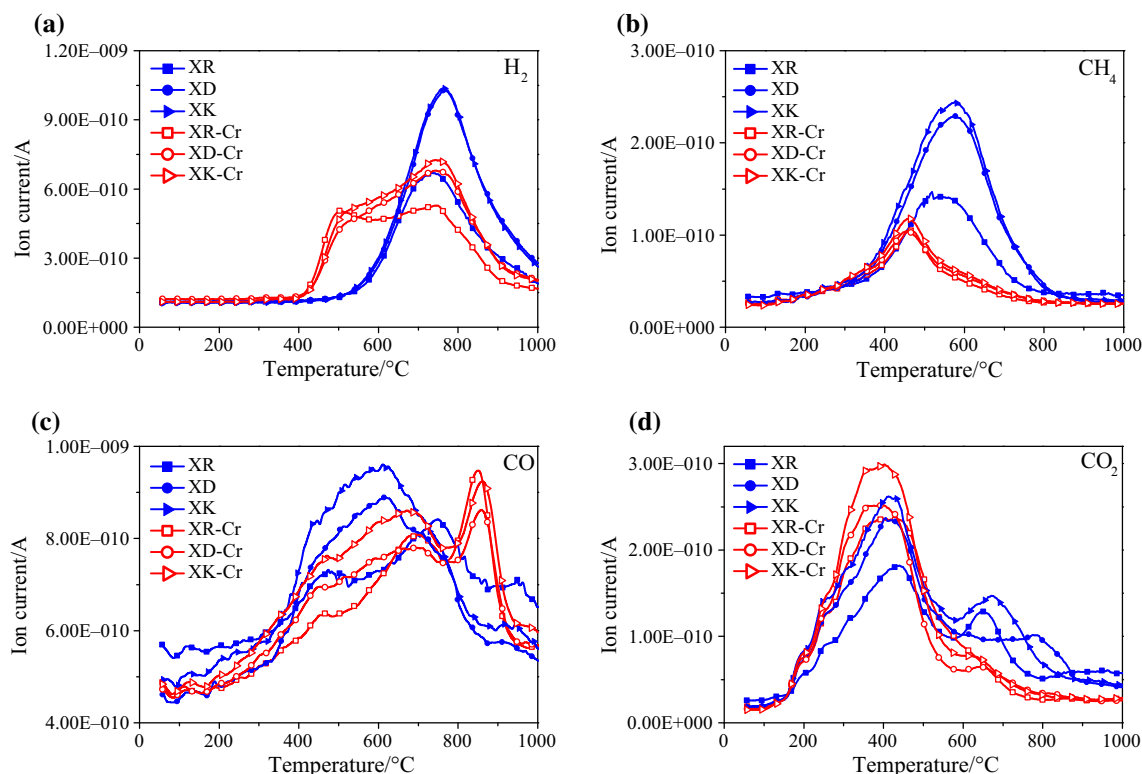 (a)
1.20E–009
9.00E–010
6.00E–010
3.00E–010
0.00E+000
Ion current/A
XR
XD
XK
XR-Cr
XD-Cr
XK-Cr
H2
0 200 400 600 800 1000
Temperature/°C
(b)
3.00E–010
2.00E–010
1.00E–010
0.00E+000
Ion current/A
XR
XD
XK
XR-Cr
XD-Cr
XK-Cr
CH4
0 200 400 600 800 1000
Temperature/°C
(c)
1.00E–009
8.00E–010
6.00E–010
4.00E–010
Ion current/A
XR
XD
XK
XR-Cr
XD-Cr
XK-Cr
CO
0 200 400 600 800 1000
Temperature/°C
(d)
3.00E–010
2.00E–010
1.00E–010
0.00E+000
Ion current/A
XR
XD
XK
XR-Cr
XD-Cr
XK-Cr
CO2
0 200 400 600 800 1000
Temperature/°C